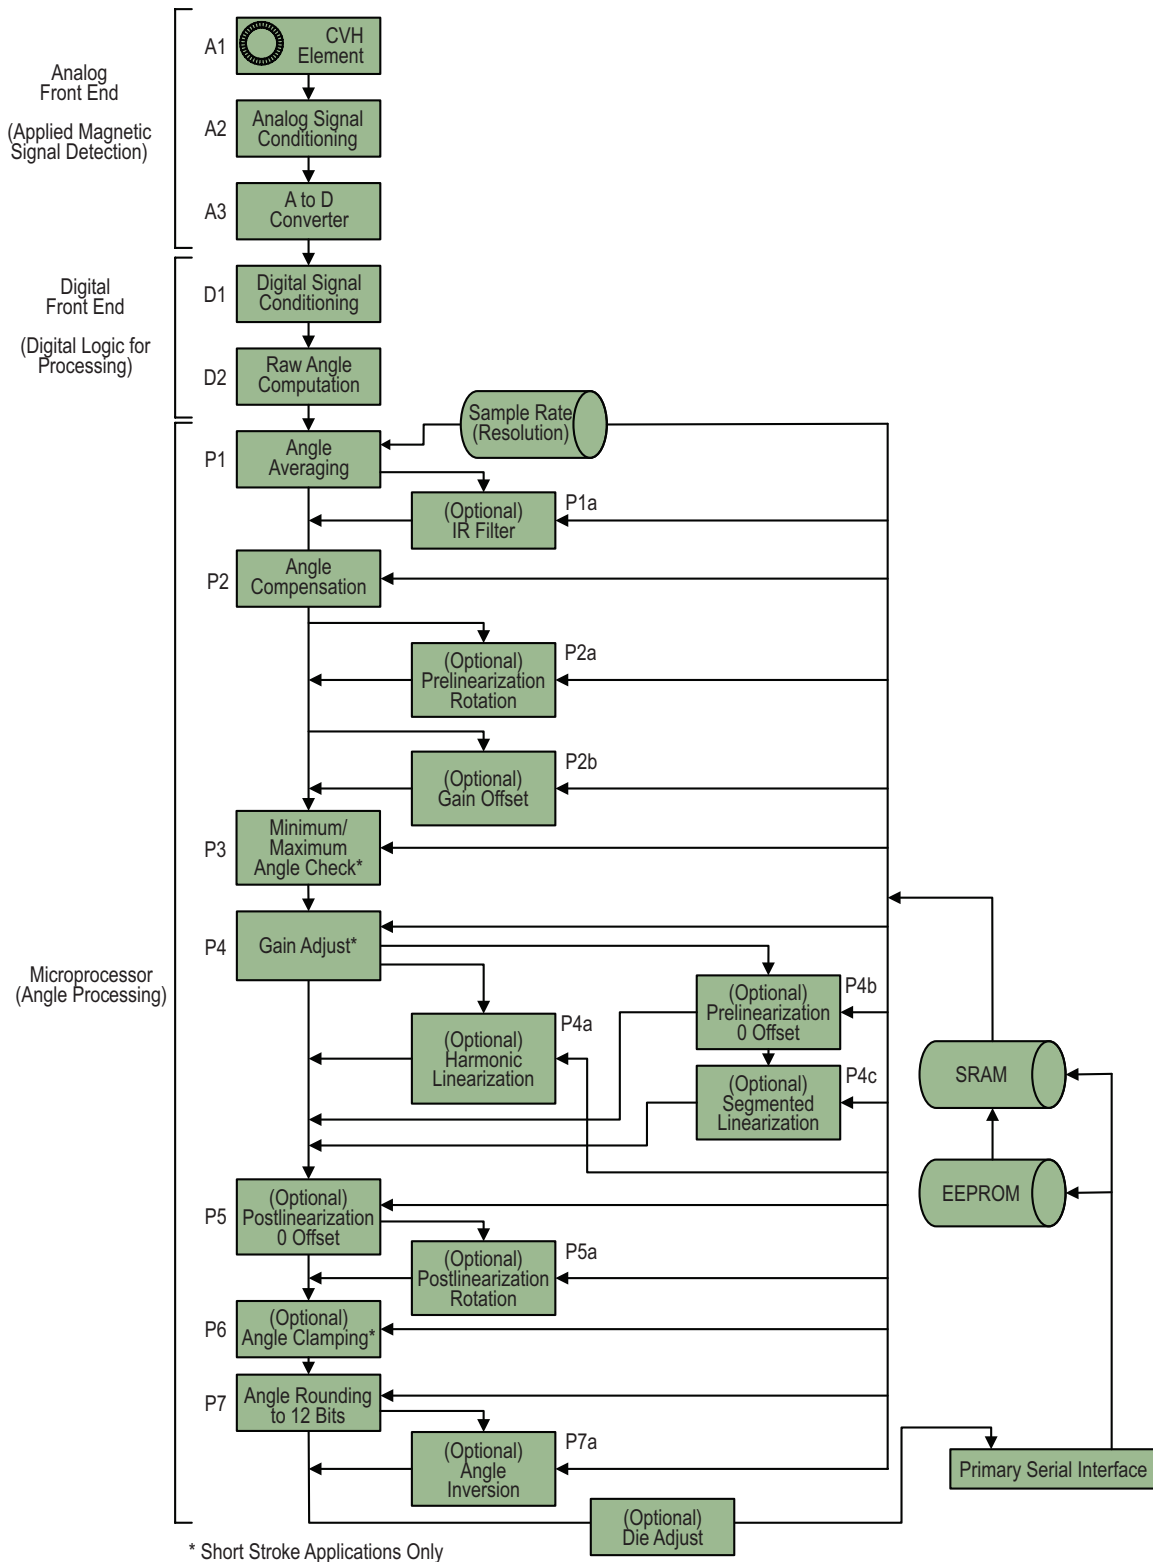 Analog
Front End
(Applied Magnetic
Signal Detection)
A1
CVH
Element
A2
Analog Signal
Conditioning
A3
A to D
Converter
Digital
Front End
(Digital Logic for
Processing)
D1
Digital Signal
Conditioning
D2
Raw Angle
Computation
Sample Rate
(Resolution)
Microprocessor
(Angle Processing)
P1
Angle
Averaging
P1a
(Optional)
IR Filter
P2
Angle
Compensation
P2a
(Optional)
Prelinearization
Rotation
P2b
(Optional)
Gain Offset
P3
Minimum/
Maximum
Angle Check*
P4
Gain Adjust*
P4a
(Optional)
Harmonic
Linearization
P4b
(Optional)
Prelinearization
0 Offset
P4c
(Optional)
Segmented
Linearization
SRAM
EEPROM
P5
(Optional)
Postlinearization
0 Offset
P5a
(Optional)
Postlinearization
Rotation
P6
(Optional)
Angle Clamping*
P7
Angle Rounding
to 12 Bits
P7a
(Optional)
Angle
Inversion
Primary Serial Interface
(Optional)
Die Adjust
* Short Stroke Applications Only